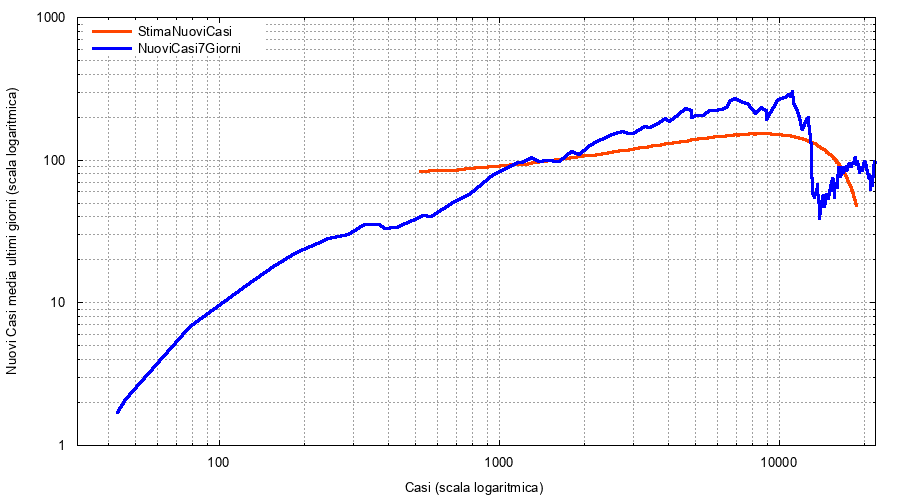 1000
StimaNuoviCasi
NuoviCasi7Giorni
100
10
1
Nuovi Casi media ultimi giorni (scala logaritmica)
100
1000
10000
Casi (scala logaritmica)